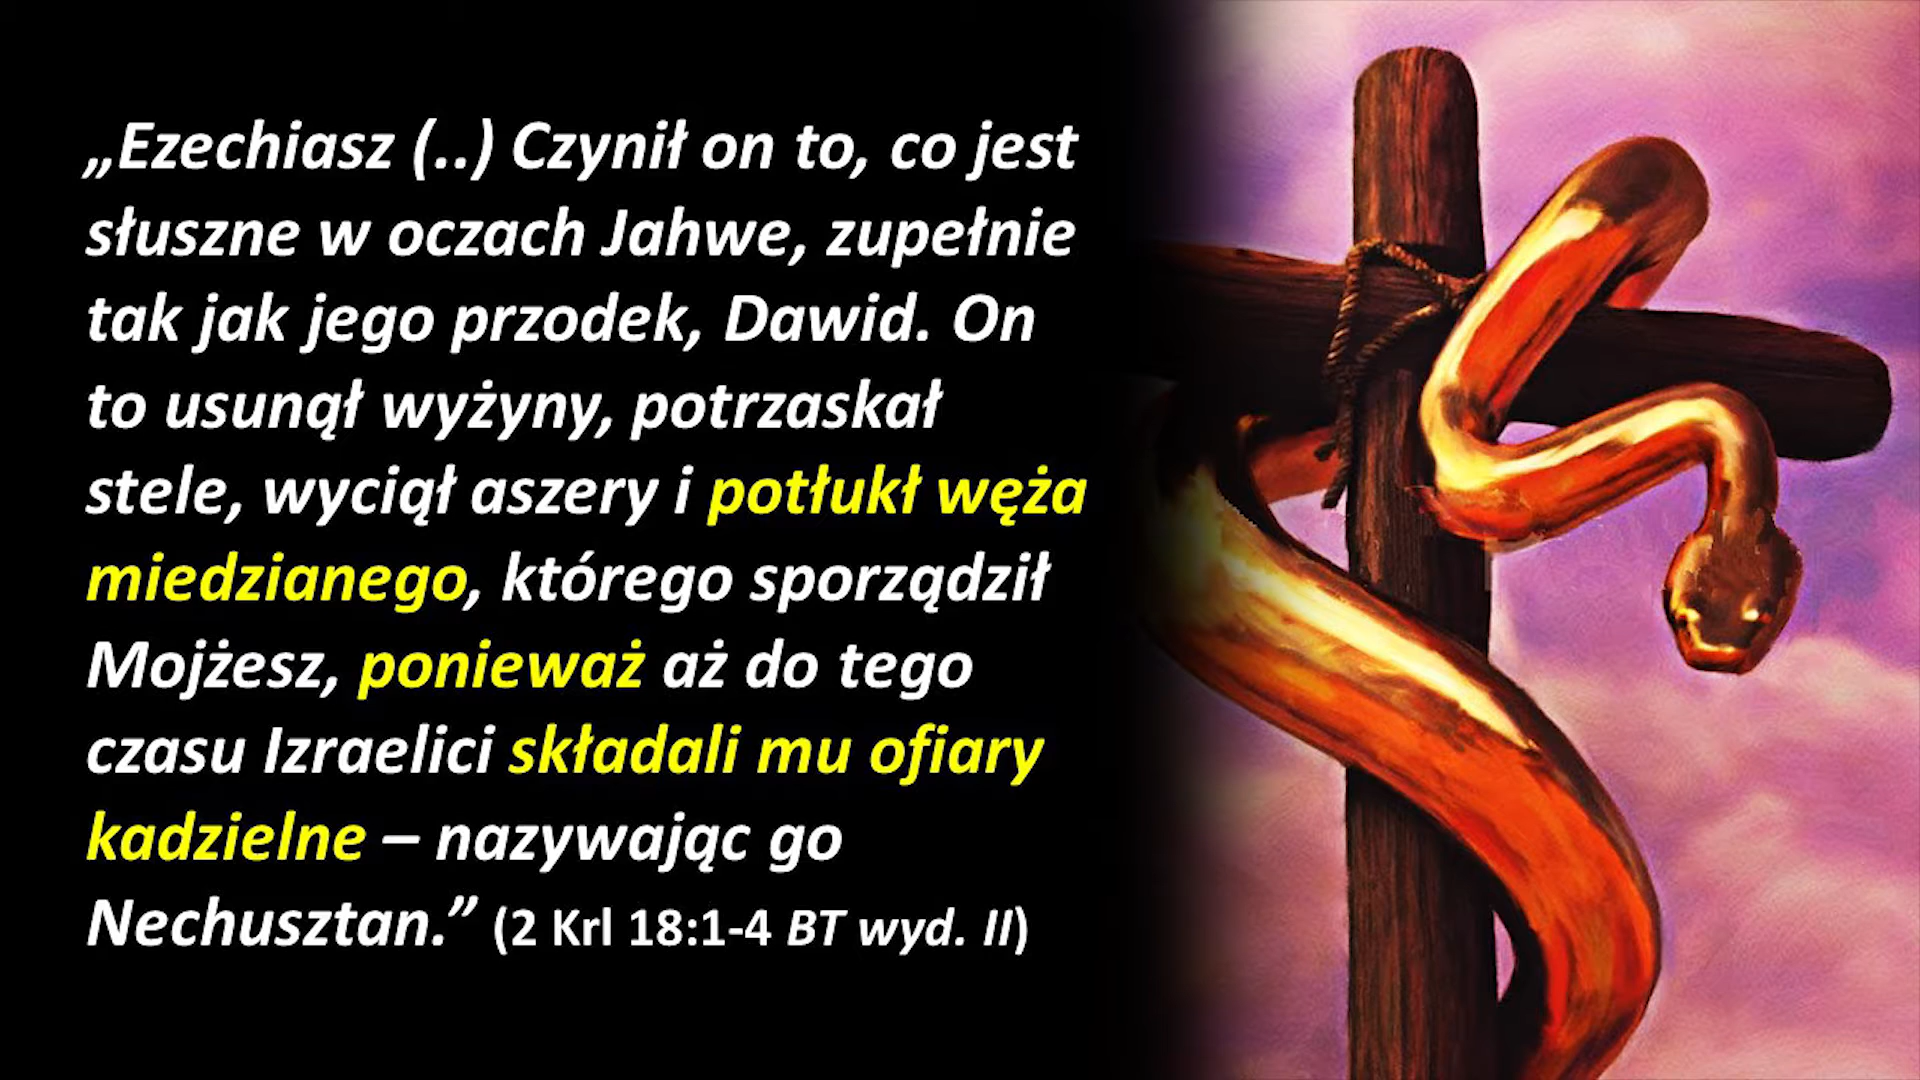 „Ezechiasz (..) Czynił on to, co jest
słuszne w oczach Jahwe, zupełnie
tak jak jego przodek, Dawid. On
to usunął wyżyny, potrzaskał
stele, wyciął aszery i potłukł węża
miedzianego, którego sporządził
Mojżesz, ponieważ aż do tego
czasu Izraelici składali mu ofiary
kadzielne – nazywając go
Nechusztan.” (2 Krl 18:1-4 BT wyd. II)